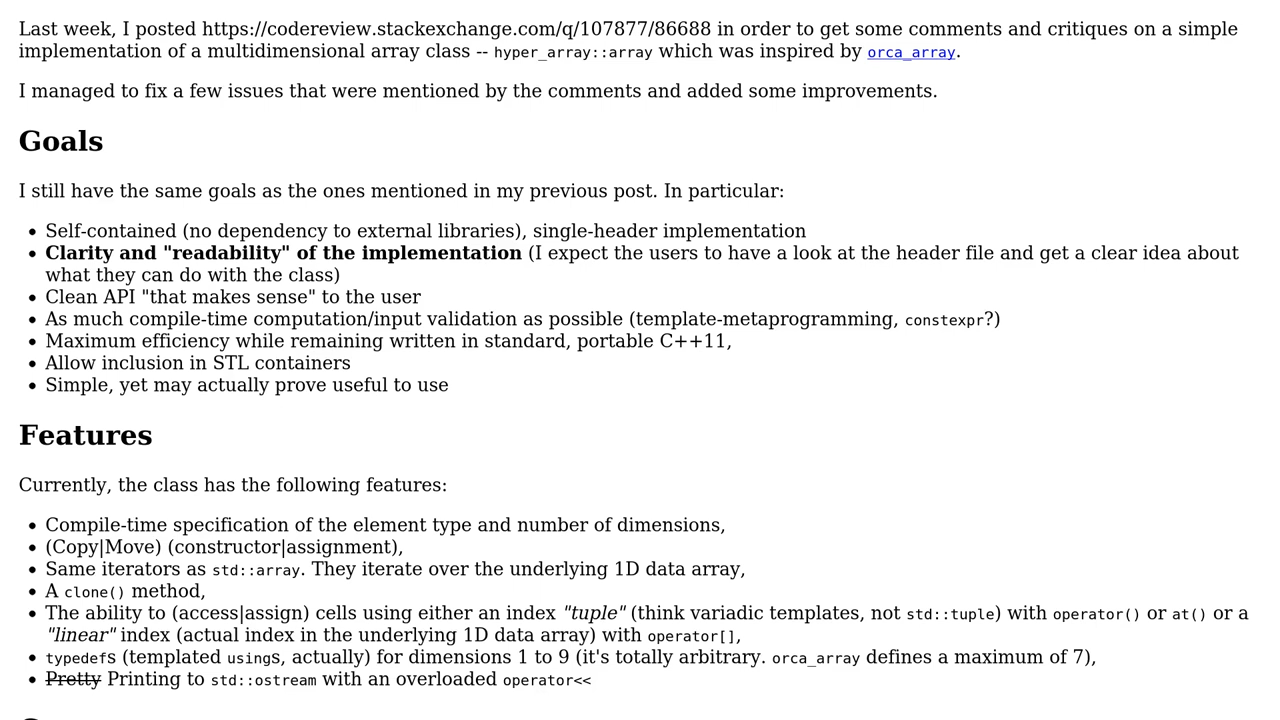 Last week, I posted https://codereview.stackexchange.com/q/107877/86688 in order to get some comments and critiques on a simple
implementation of a multidimensional array class -- hyper_array::array which was inspired by orca_array.
I managed to fix a few issues that were mentioned by the comments and added some improvements.
Goals
I still have the same goals as the ones mentioned in my previous post. In particular:
• Self-contained (no dependency to external libraries), single-header implementation
• Clarity and "readability" of the implementation (I expect the users to have a look at the header file and get a clear idea about
what they can do with the class)
• Clean API "that makes sense" to the user
• As much compile-time computation/input validation as possible (template-metaprogramming, constexpr?)
• Maximum efficiency while remaining written in standard, portable C++11,
• Allow inclusion in STL containers
• Simple, yet may actually prove useful to use
Features
Currently, the class has the following features:
• Compile-time specification of the element type and number of dimensions,
• (Copy|Move) (constructor|assignment),
• Same iterators as std::array. They iterate over the underlying 1D data array,
• A clone() method,
• The ability to (access|assign) cells using either an index "tuple" (think variadic templates, not std::tuple) with operator() or at() or a
"linear" index (actual index in the underlying 1D data array) with operator[],
• typedefs (templated usings, actually) for dimensions 1 to 9 (it's totally arbitrary. orca_array defines a maximum of 7),
• Pretty Printing to std::ostream with an overloaded operator<<